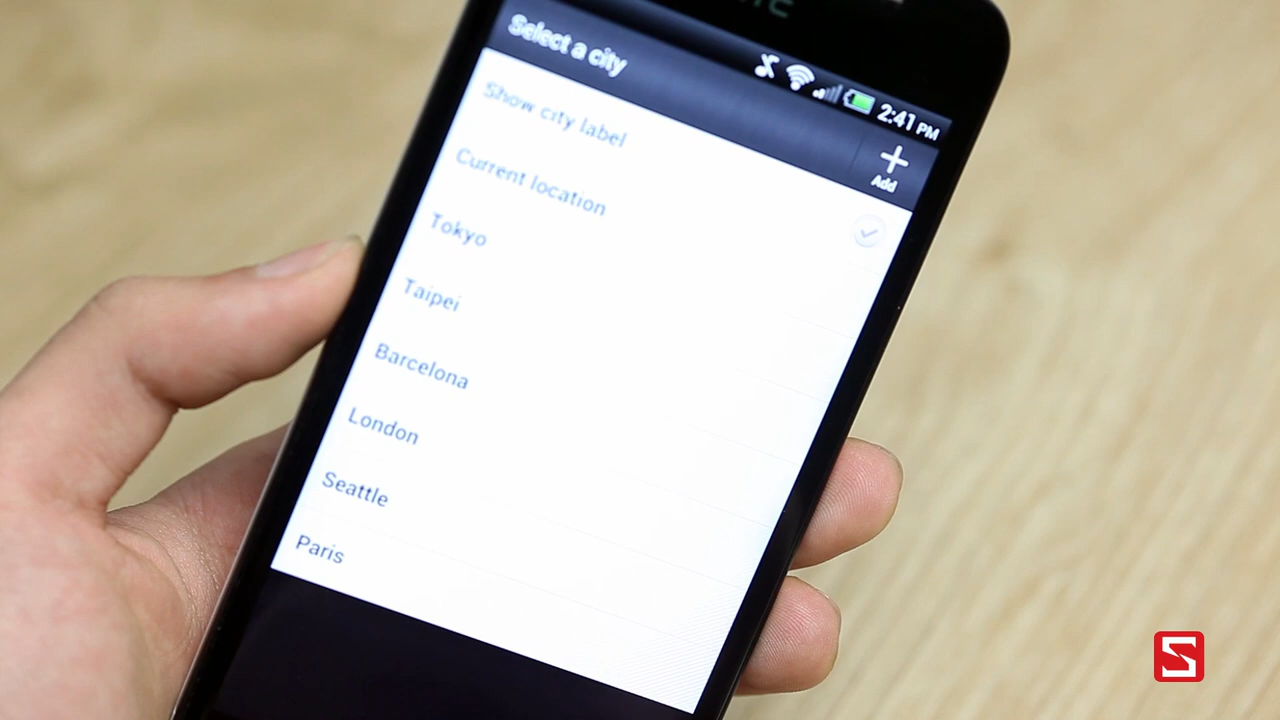 Select a city
2:41 PM
Add
Show city label
Current location
Tokyo
Taipei
Barcelona
London
Seattle
Paris